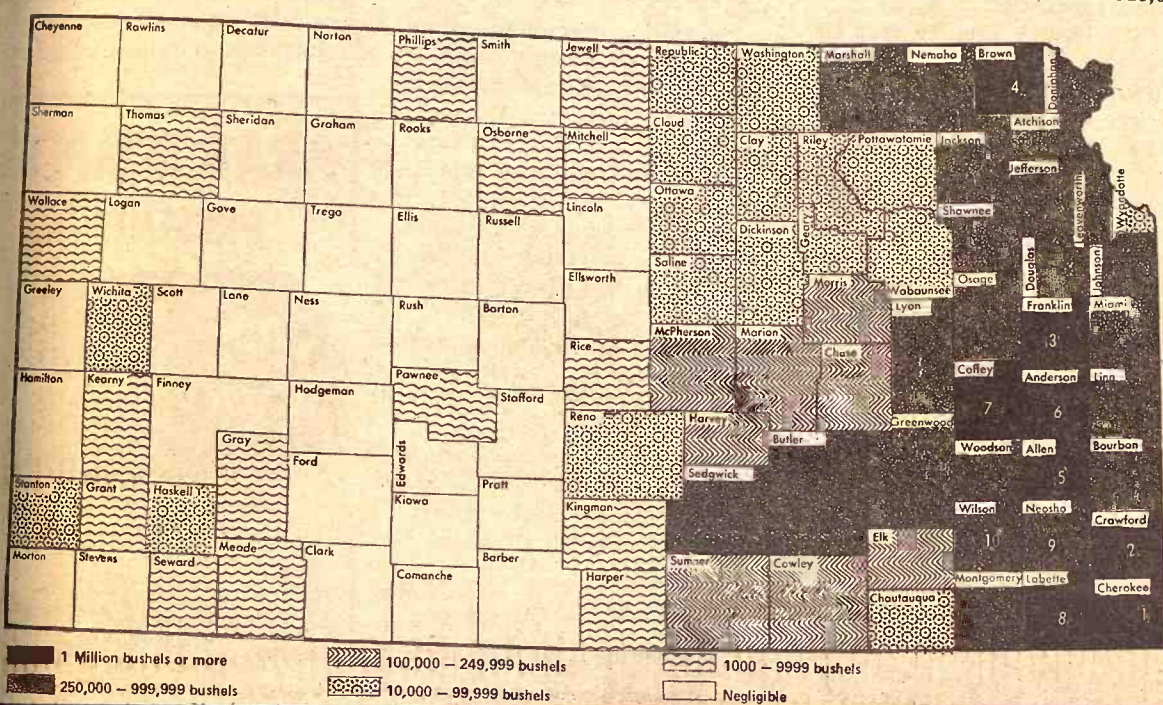 Cheyenne Rawlins Decatur Norton Phillips Smith Jewell Republic Washington Marshall Nemaha Brown
4 Doniphan
Sherman Thomas Sheridan Graham Rooks Osborne Mitchell Cloud Clay Riley Pottawatomie Jackson Atchison
Jefferson Leavenworth Wyandotte
Wallace Logan Gove Trego Ellis Russell Lincoln Ottawa Dickinson Geary Shawnee
Ellsworth Saline Morris Wabaunsee Osage Douglas Johnson
Greeley Wichita Scott Lane Ness Rush Barton Lyon Franklin Miami
Rice McPherson Marion Chase 3
Hamilton Kearny Finney Hodgeman Pawnee Stafford Coffey Anderson Linn
Reno Harvey Butler Greenwood 7 6
Gray Ford Edwards Sedgwick Woodson Allen Bourbon
5
Stanton Grant Haskell Kiowa Pratt Kingman Wilson Neosho Crawford
Elk 10 9 2
Morton Stevens Seward Meade Clark Comanche Barber Harper Sumner Cowley Chautauqua Montgomery Labette Cherokee
8 1
1 Million bushels or more
250,000 – 999,999 bushels
100,000 – 249,999 bushels
10,000 – 99,999 bushels
1000 – 9999 bushels
Negligible